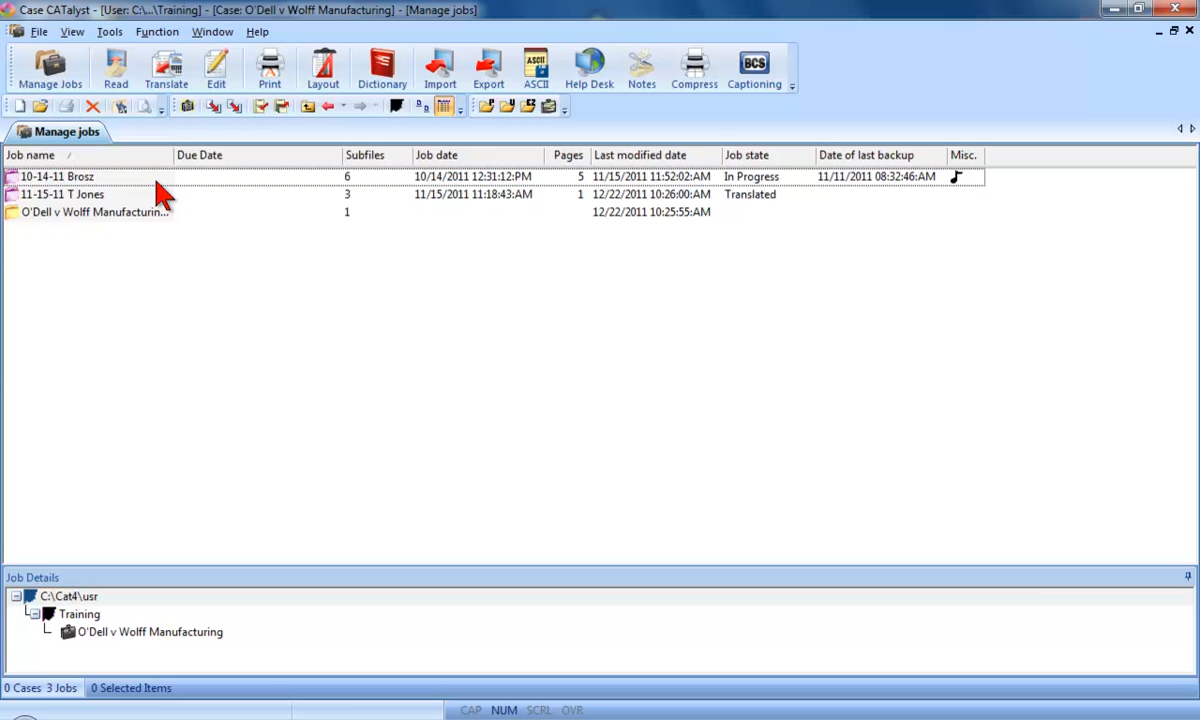 Case CATalyst - [User: C:\...\Training] - [Case: O'Dell v Wolff Manufacturing] - [Manage jobs]
File View Tools Function Window Help
Manage Jobs Read Translate Edit Print Layout Dictionary Import Export ASCII Help Desk Notes Compress Captioning
ASCII BCS
Manage jobs
Job name / Due Date Subfiles Job date Pages Last modified date Job state Date of last backup Misc.
10-14-11 Brosz 6 10/14/2011 12:31:12:PM 5 11/15/2011 11:52:02:AM In Progress 11/11/2011 08:32:46:AM
11-15-11 T Jones 3 11/15/2011 11:18:43:AM 1 12/22/2011 10:26:00:AM Translated
O'Dell v Wolff Manufacturin... 1 12/22/2011 10:25:55:AM
Job Details
C:\Cat4\usr
Training
O'Dell v Wolff Manufacturing
0 Cases 3 Jobs 0 Selected Items
CAP NUM SCRL OVR